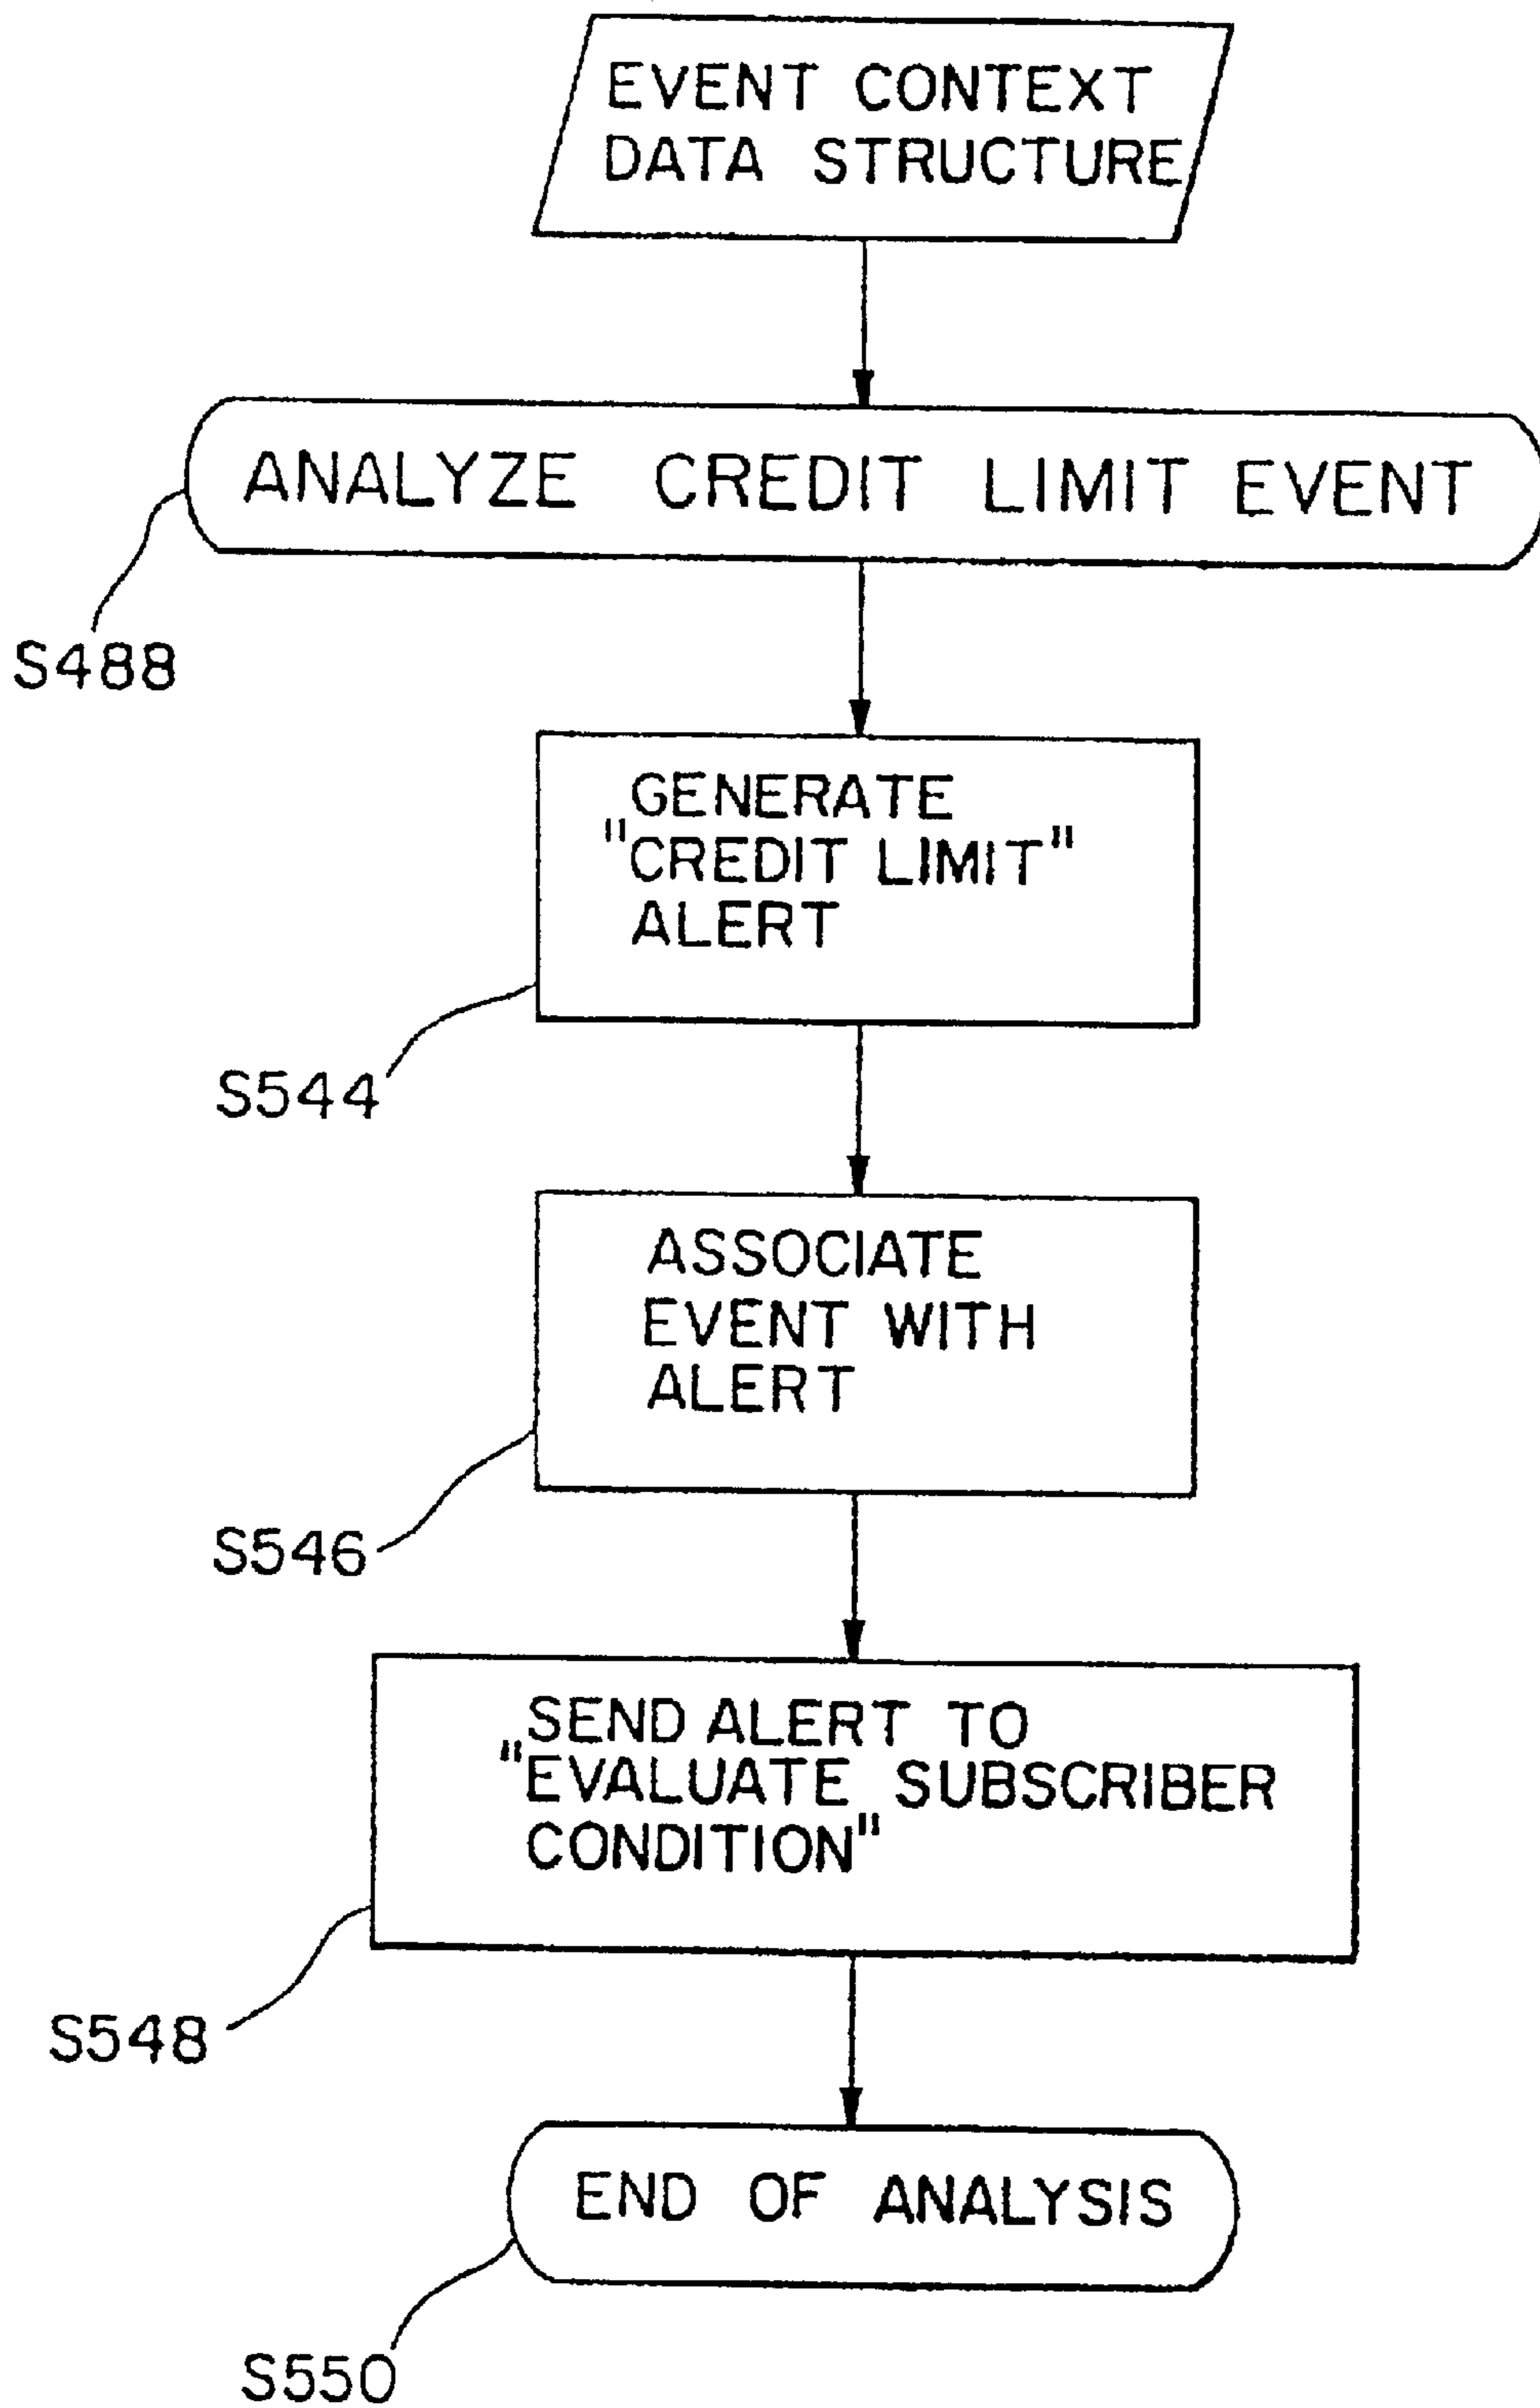 EVENT CONTEXT
DATA STRUCTURE
ANALYZE CREDIT LIMIT EVENT
S488
GENERATE
"CREDIT LIMIT"
ALERT
S544
ASSOCIATE
EVENT WITH
ALERT
S546
SEND ALERT TO
"EVALUATE SUBSCRIBER
CONDITION"
S548
END OF ANALYSIS
S550